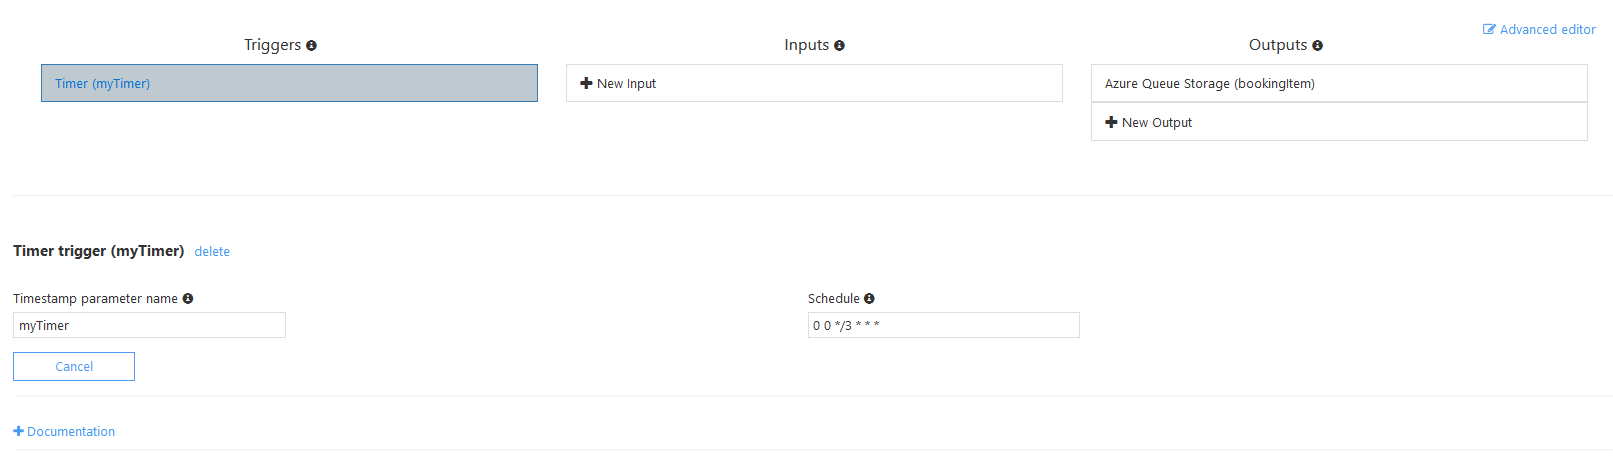 Advanced editor
Triggers
Inputs
Outputs
Timer (myTimer)
New Input
Azure Queue Storage (bookingItem)
New Output
Timer trigger (myTimer) delete
Timestamp parameter name
Schedule
myTimer
0 0 */3 * * *
Cancel
Documentation